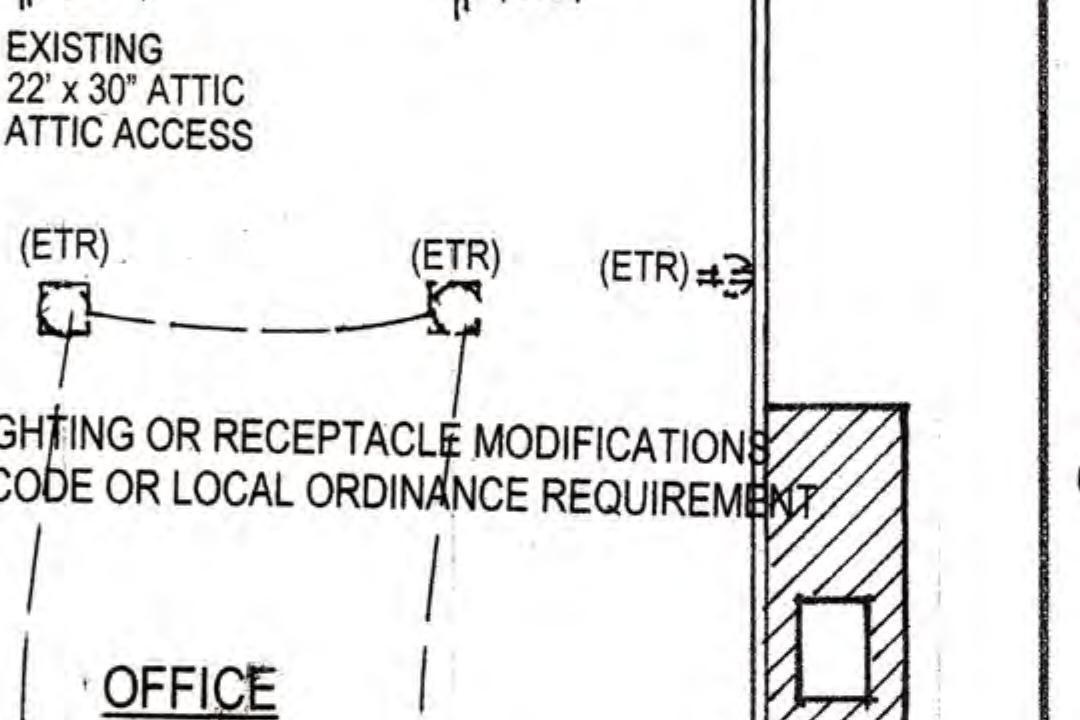 EXISTING
22' x 30" ATTIC
ATTIC ACCESS
(ETR)
(ETR)
(ETR)
GHTING OR RECEPTACLE MODIFICATIONS
CODE OR LOCAL ORDINANCE REQUIREMENT
OFFICE